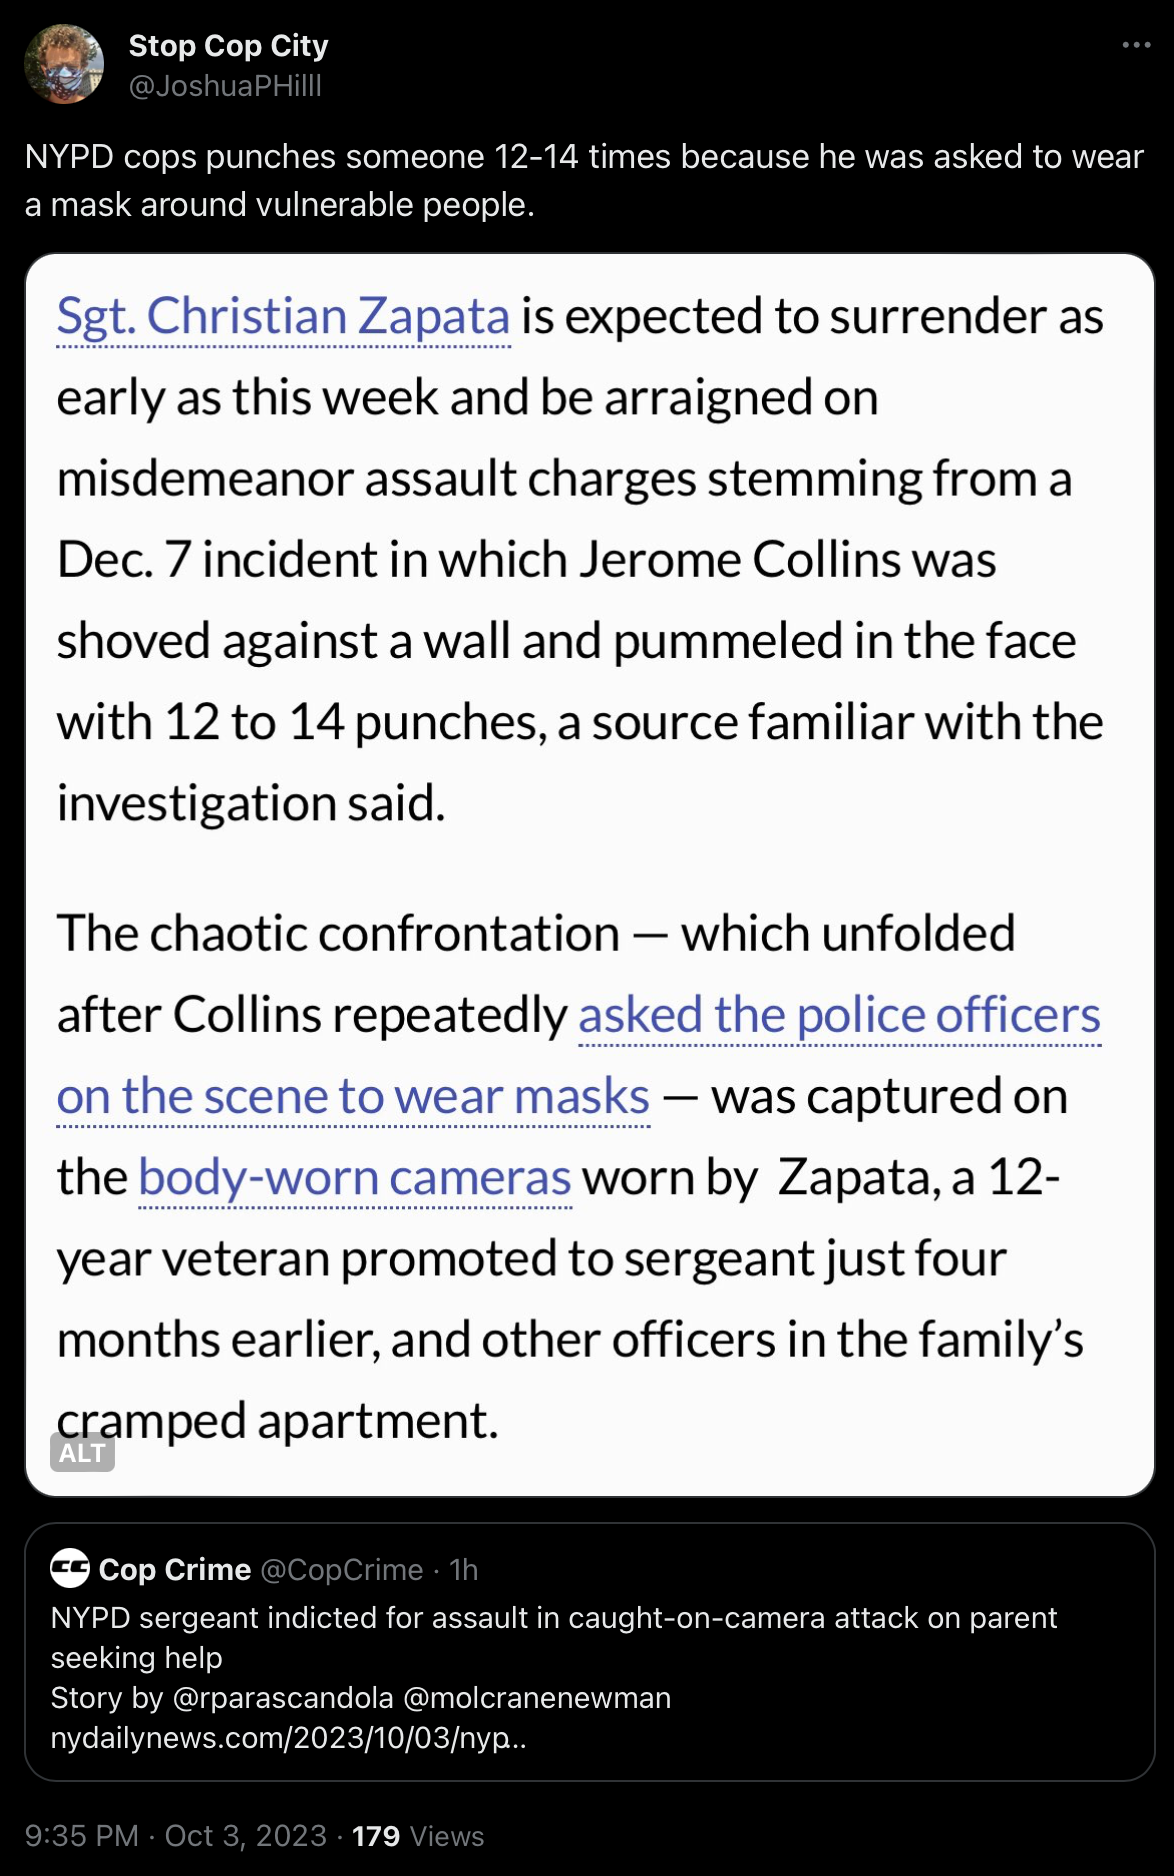 Stop Cop City
@JoshuaPHilll
NYPD cops punches someone 12-14 times because he was asked to wear
a mask around vulnerable people.
Sgt. Christian Zapata is expected to surrender as
early as this week and be arraigned on
misdemeanor assault charges stemming from a
Dec. 7 incident in which Jerome Collins was
shoved against a wall and pummeled in the face
with 12 to 14 punches, a source familiar with the
investigation said.
The chaotic confrontation — which unfolded
after Collins repeatedly asked the police officers
on the scene to wear masks — was captured on
the body-worn cameras worn by  Zapata, a 12-
year veteran promoted to sergeant just four
months earlier, and other officers in the family’s
cramped apartment.
ALT
CC Cop Crime @CopCrime · 1h
NYPD sergeant indicted for assault in caught-on-camera attack on parent
seeking help
Story by @rparascandola @molcranenewman
nydailynews.com/2023/10/03/nyp…
9:35 PM · Oct 3, 2023 · 179 Views